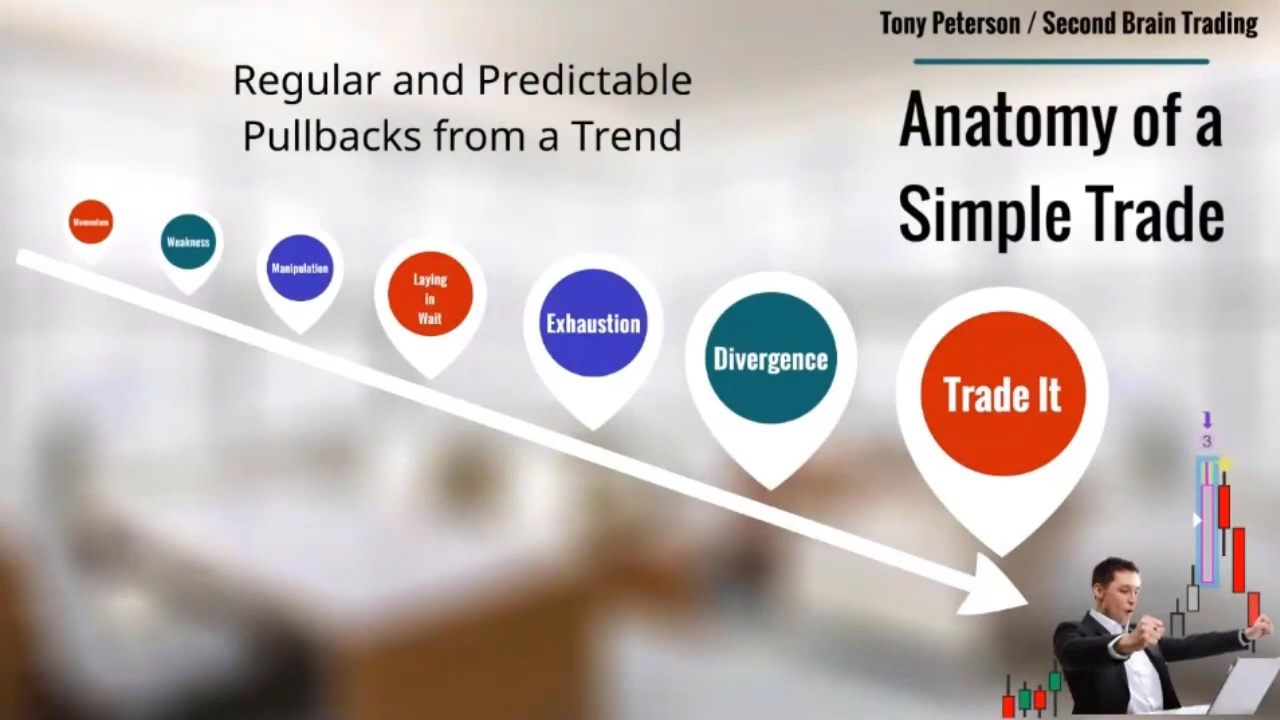 Tony Peterson / Second Brain Trading
Regular and Predictable
Pullbacks from a Trend
Anatomy of a
Simple Trade
Momentum
Weakness
Manipulation
Laying
in
Wait
Exhaustion
Divergence
Trade It
3